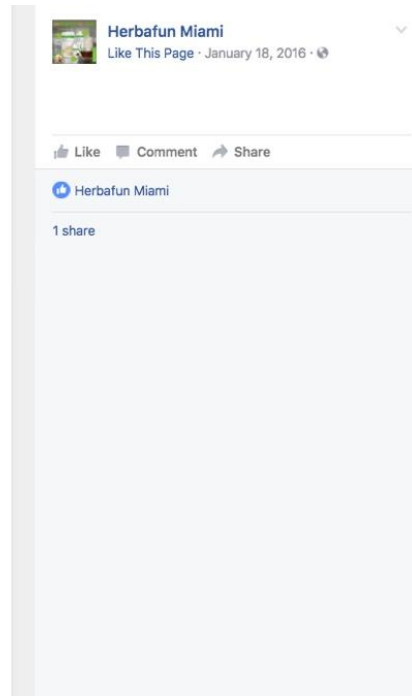 Herbafun Miami
Like This Page · January 18, 2016 ·
Like Comment Share
Herbafun Miami
1 share